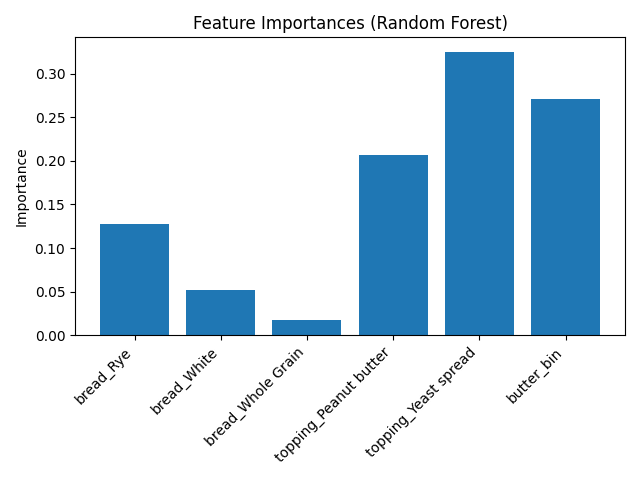 Feature Importances (Random Forest)
Importance
0.30
0.25
0.20
0.15
0.10
0.05
0.00
bread_Rye
bread_White
bread_Whole Grain
topping_Peanut butter
topping_Yeast spread
butter_bin